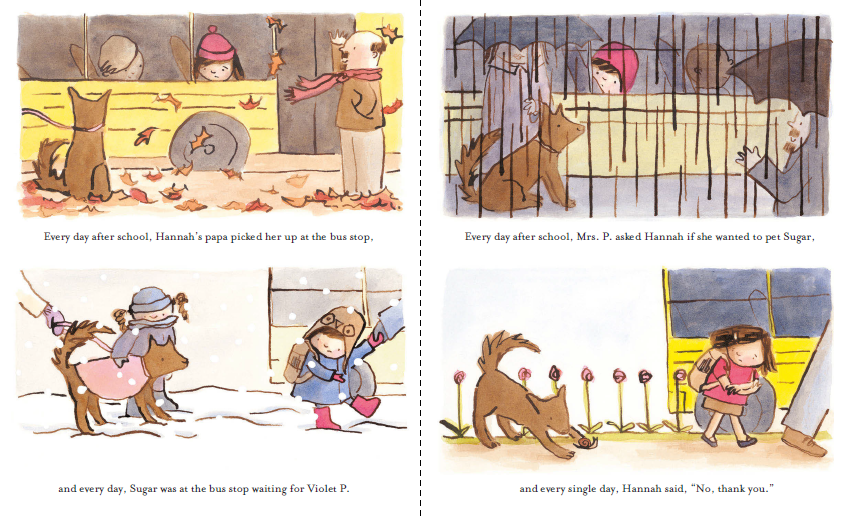 Every day after school, Hannah's papa picked her up at the bus stop,
and every day, Sugar was at the bus stop waiting for Violet P.
Every day after school, Mrs. P. asked Hannah if she wanted to pet Sugar,
and every single day, Hannah said, “No, thank you.”